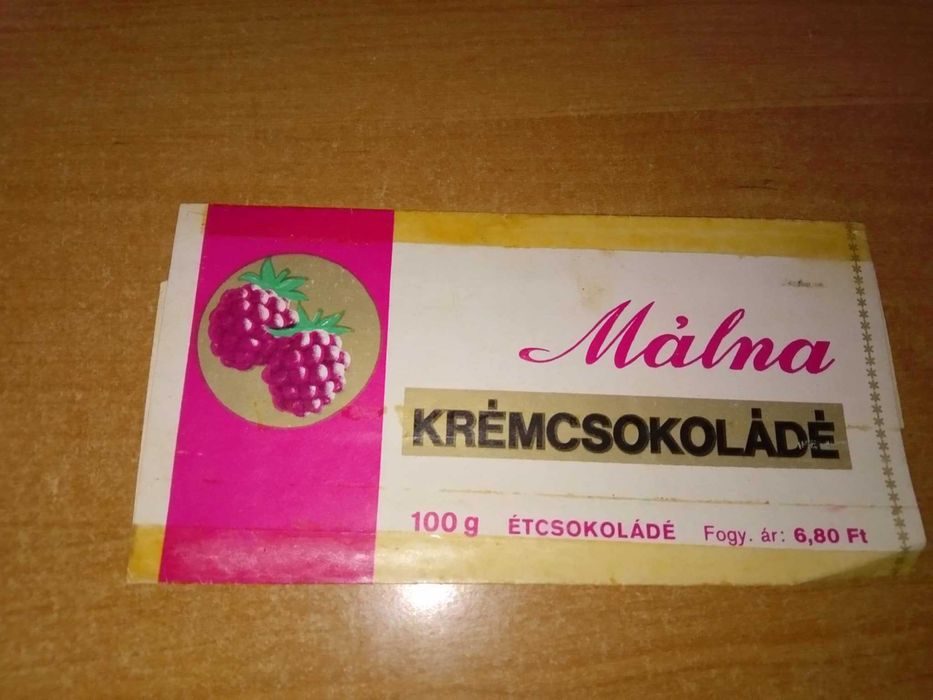 Málna
KRÉMCSOKOLÁDÉ
100 g ÉTCSOKOLÁDÉ Fogy. ár: 6,80 Ft